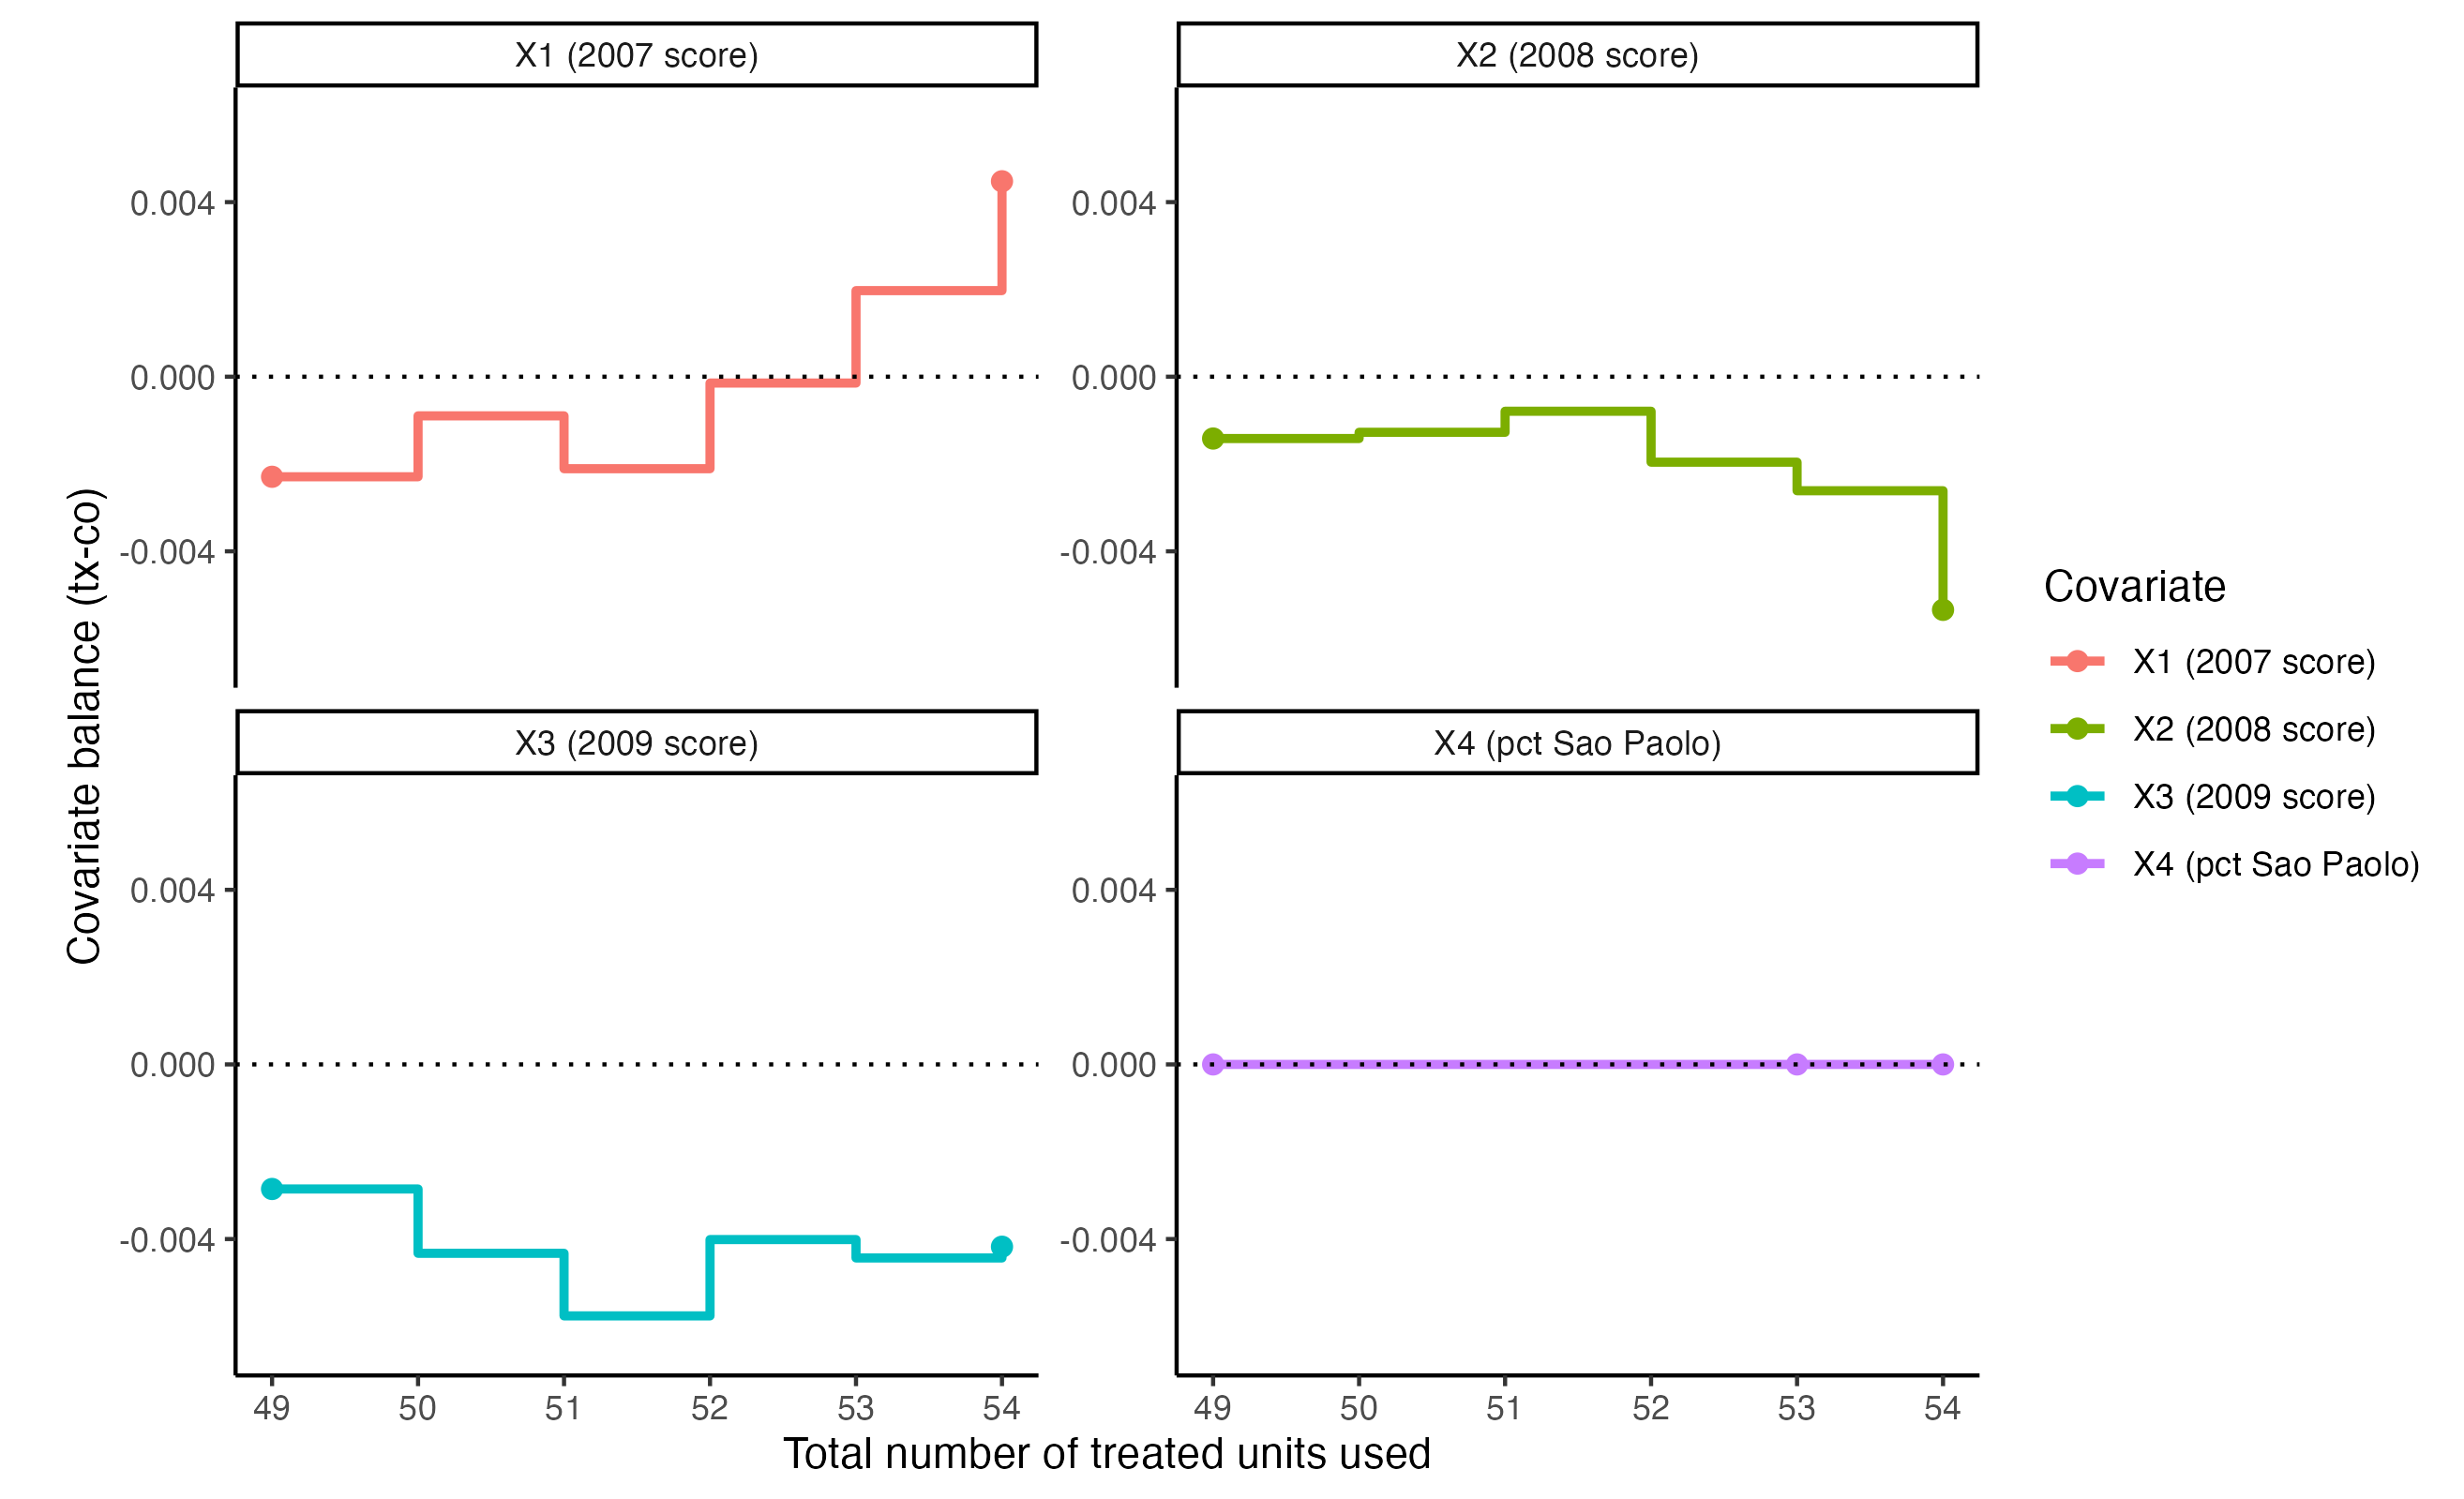 X1 (2007 score)
X2 (2008 score)
0.004
0.000
-0.004
0.004
0.000
-0.004
X3 (2009 score)
X4 (pct Sao Paolo)
0.004
0.000
-0.004
0.004
0.000
-0.004
49 50 51 52 53 54
49 50 51 52 53 54
Total number of treated units used
Covariate balance (tx-co)
Covariate
X1 (2007 score)
X2 (2008 score)
X3 (2009 score)
X4 (pct Sao Paolo)